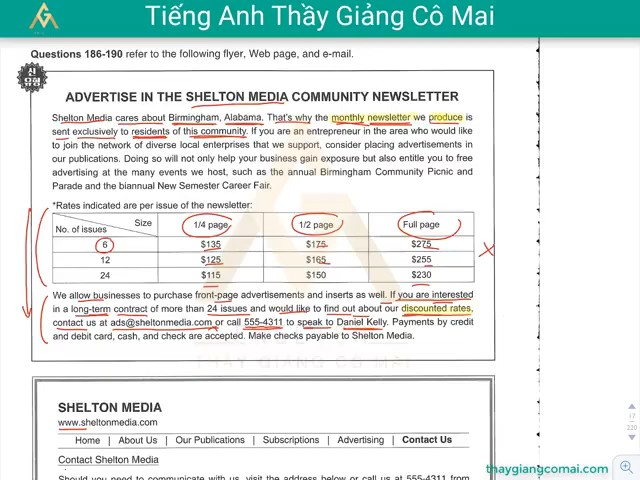 Tiếng Anh Thầy Giảng Cô Mai
Questions 186-190 refer to the following flyer, Web page, and e-mail.
ADVERTISE IN THE SHELTON MEDIA COMMUNITY NEWSLETTER
Shelton Media cares about Birmingham, Alabama. That's why the monthly newsletter we produce is
sent exclusively to residents of this community. If you are an entrepreneur in the area who would like
to join the network of diverse local enterprises that we support, consider placing advertisements in
our publications. Doing so will not only help your business gain exposure but also entitle you to free
advertising at the many events we host, such as the annual Birmingham Community Picnic and
Parade and the biannual New Semester Career Fair.
*Rates indicated are per issue of the newsletter:
No. of issues Size 1/4 page 1/2 page Full page
6 $135 $175 $275
12 $125 $165 $255
24 $115 $150 $230
We allow businesses to purchase front-page advertisements and inserts as well. If you are interested
in a long-term contract of more than 24 issues and would like to find out about our discounted rates,
contact us at ads@sheltonmedia.com or call 555-4311 to speak to Daniel Kelly. Payments by credit
and debit card, cash, and check are accepted. Make checks payable to Shelton Media.
THAY GIANG CO MAI
SHELTON MEDIA
www.sheltonmedia.com
Home | About Us | Our Publications | Subscriptions | Advertising | Contact Us
Contact Shelton Media
Should you need to communicate with us, visit the address below or call us at 555-4311 from
17
220
thaygiangcomai.com